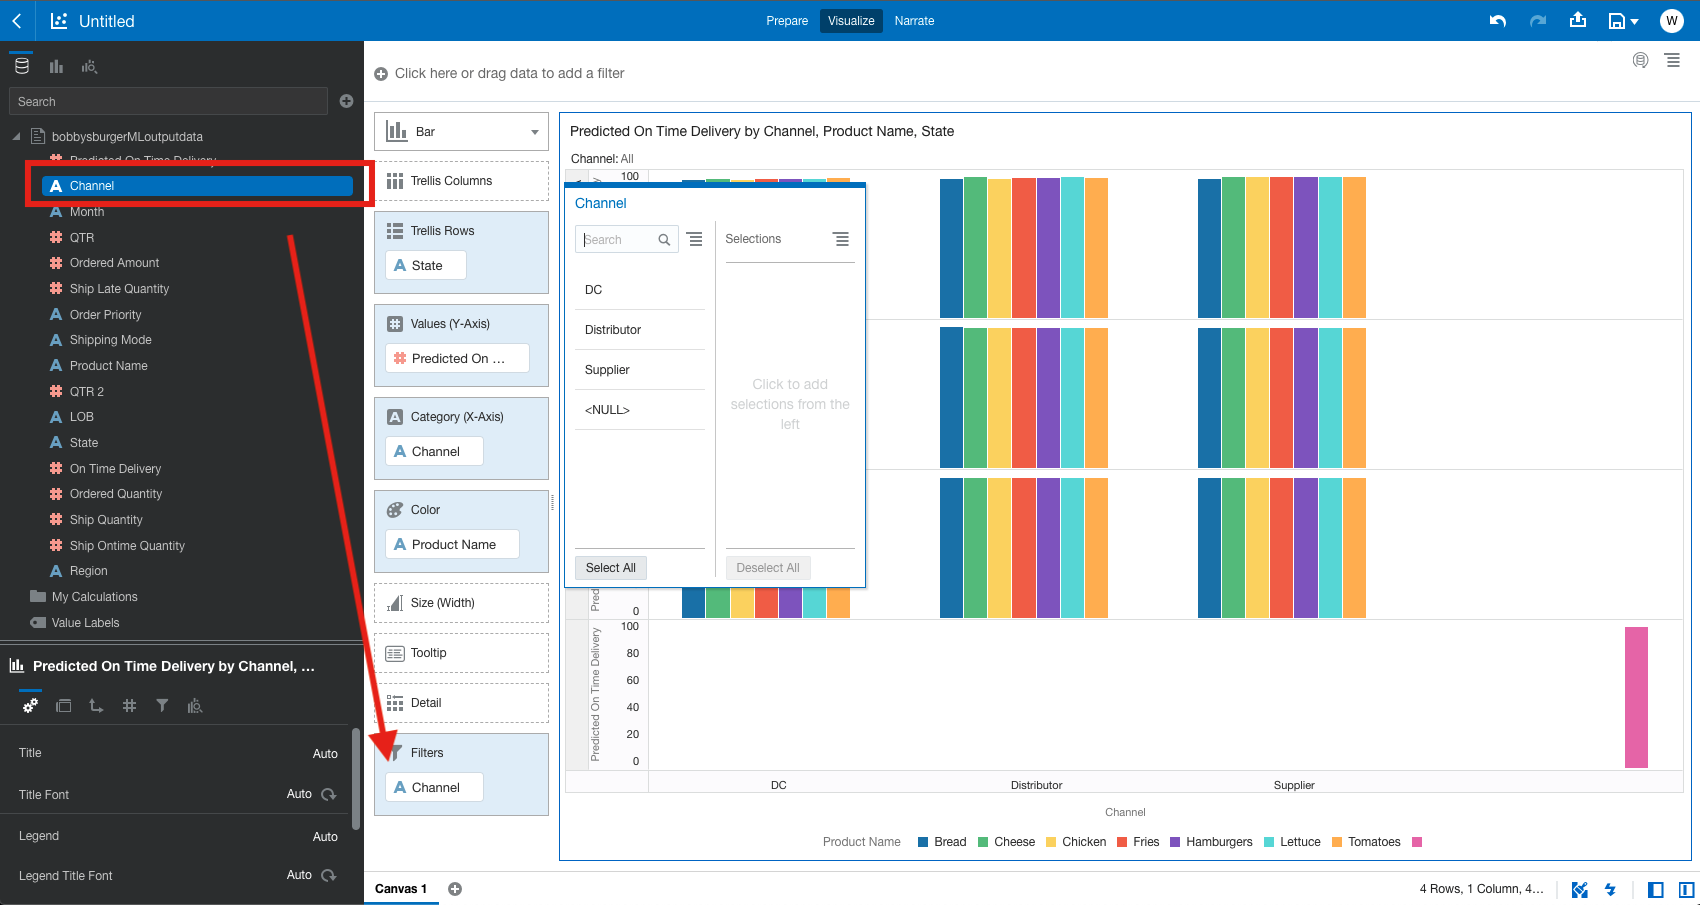 Untitled
Prepare
Visualize
Narrate
W
Search
bobbysburgerMLoutputdata
Predicted On Time Delivery
Channel
Month
QTR
Ordered Amount
Ship Late Quantity
Order Priority
Shipping Mode
Product Name
QTR 2
LOB
State
On Time Delivery
Ordered Quantity
Ship Quantity
Ship Ontime Quantity
Region
My Calculations
Value Labels
Predicted On Time Delivery by Channel, ...
Title
Auto
Title Font
Auto
Legend
Auto
Legend Title Font
Auto
Click here or drag data to add a filter
Bar
Trellis Columns
Trellis Rows
State
Values (Y-Axis)
Predicted On ...
Category (X-Axis)
Channel
Color
Product Name
Size (Width)
Tooltip
Detail
Filters
Channel
Predicted On Time Delivery by Channel, Product Name, State
Channel: All
100
Channel
Search
Selections
DC
Distributor
Supplier
<NULL>
Click to add
selections from the
left
Select All
Deselect All
0
100
80
60
40
20
0
Predicted On Time Delivery
DC
Distributor
Supplier
Channel
Product Name
Bread
Cheese
Chicken
Fries
Hamburgers
Lettuce
Tomatoes
Canvas 1
4 Rows, 1 Column, 4...